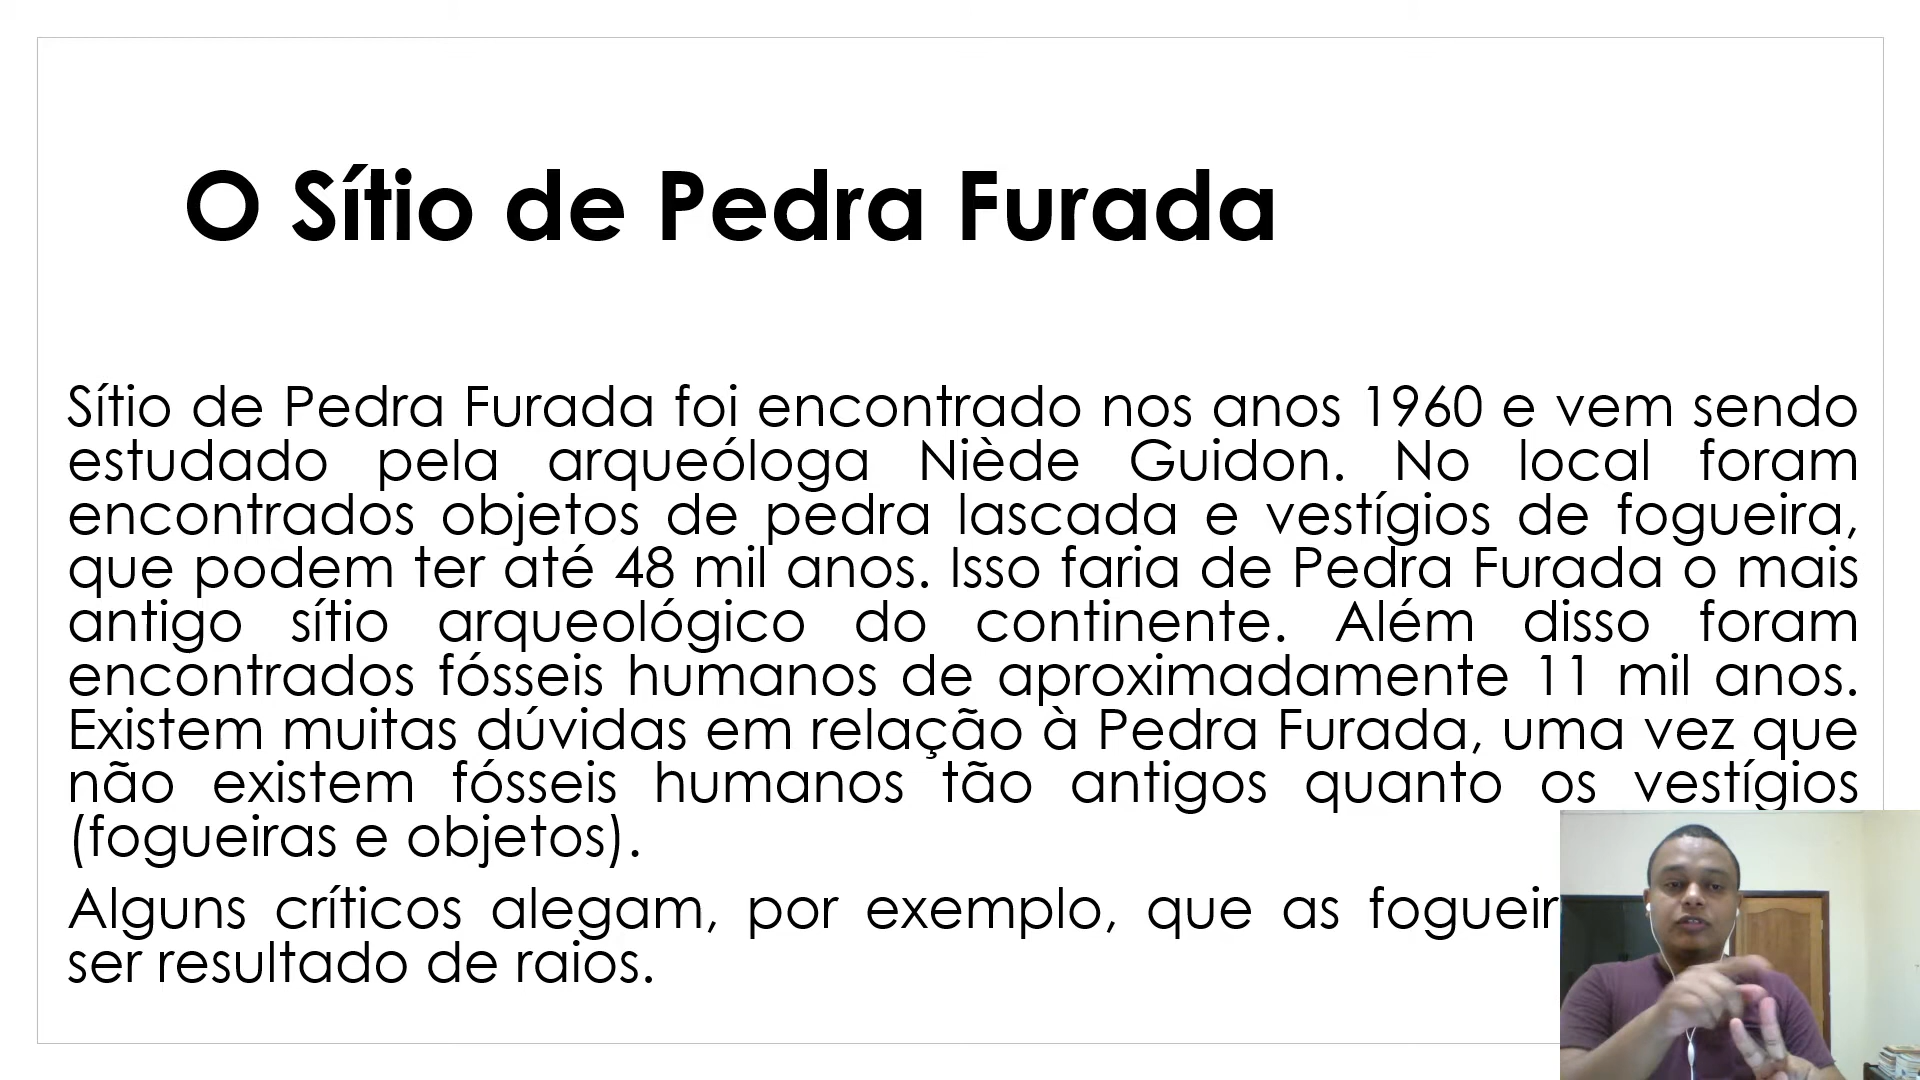 O Sítio de Pedra Furada
Sítio de Pedra Furada foi encontrado nos anos 1960 e vem sendo
estudado pela arqueóloga Niède Guidon. No local foram
encontrados objetos de pedra lascada e vestígios de fogueira,
que podem ter até 48 mil anos. Isso faria de Pedra Furada o mais
antigo sítio arqueológico do continente. Além disso foram
encontrados fósseis humanos de aproximadamente 11 mil anos.
Existem muitas dúvidas em relação à Pedra Furada, uma vez que
não existem fósseis humanos tão antigos quanto os vestígios
(fogueiras e objetos).
Alguns críticos alegam, por exemplo, que as
ser resultado de raios.